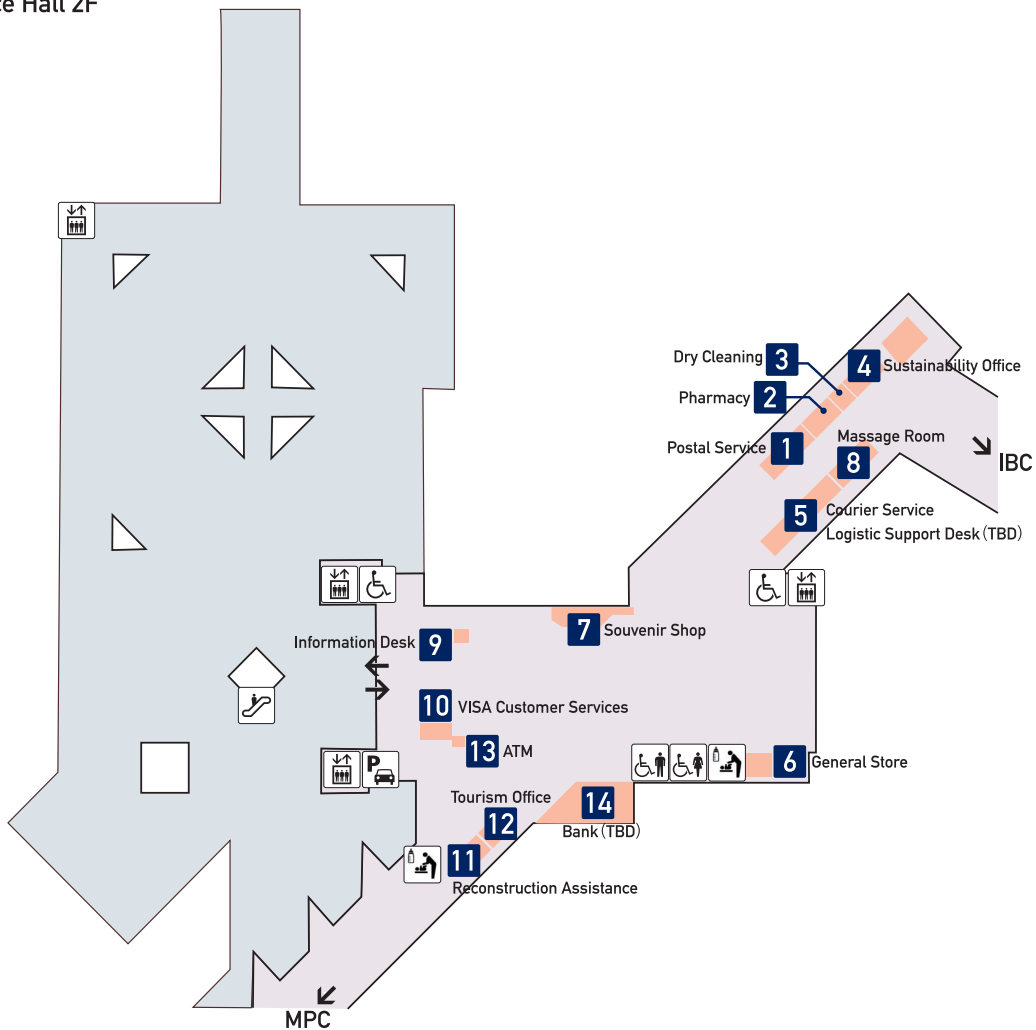 Hall 2F
Dry Cleaning 3
4 Sustainability Office
Pharmacy 2
Massage Room
Postal Service 1
8
IBC
5 Courier Service
Logistic Support Desk (TBD)
7 Souvenir Shop
Information Desk 9
10 VISA Customer Services
13 ATM
P
6 General Store
Tourism Office
14
12
Bank (TBD)
11
Reconstruction Assistance
MPC